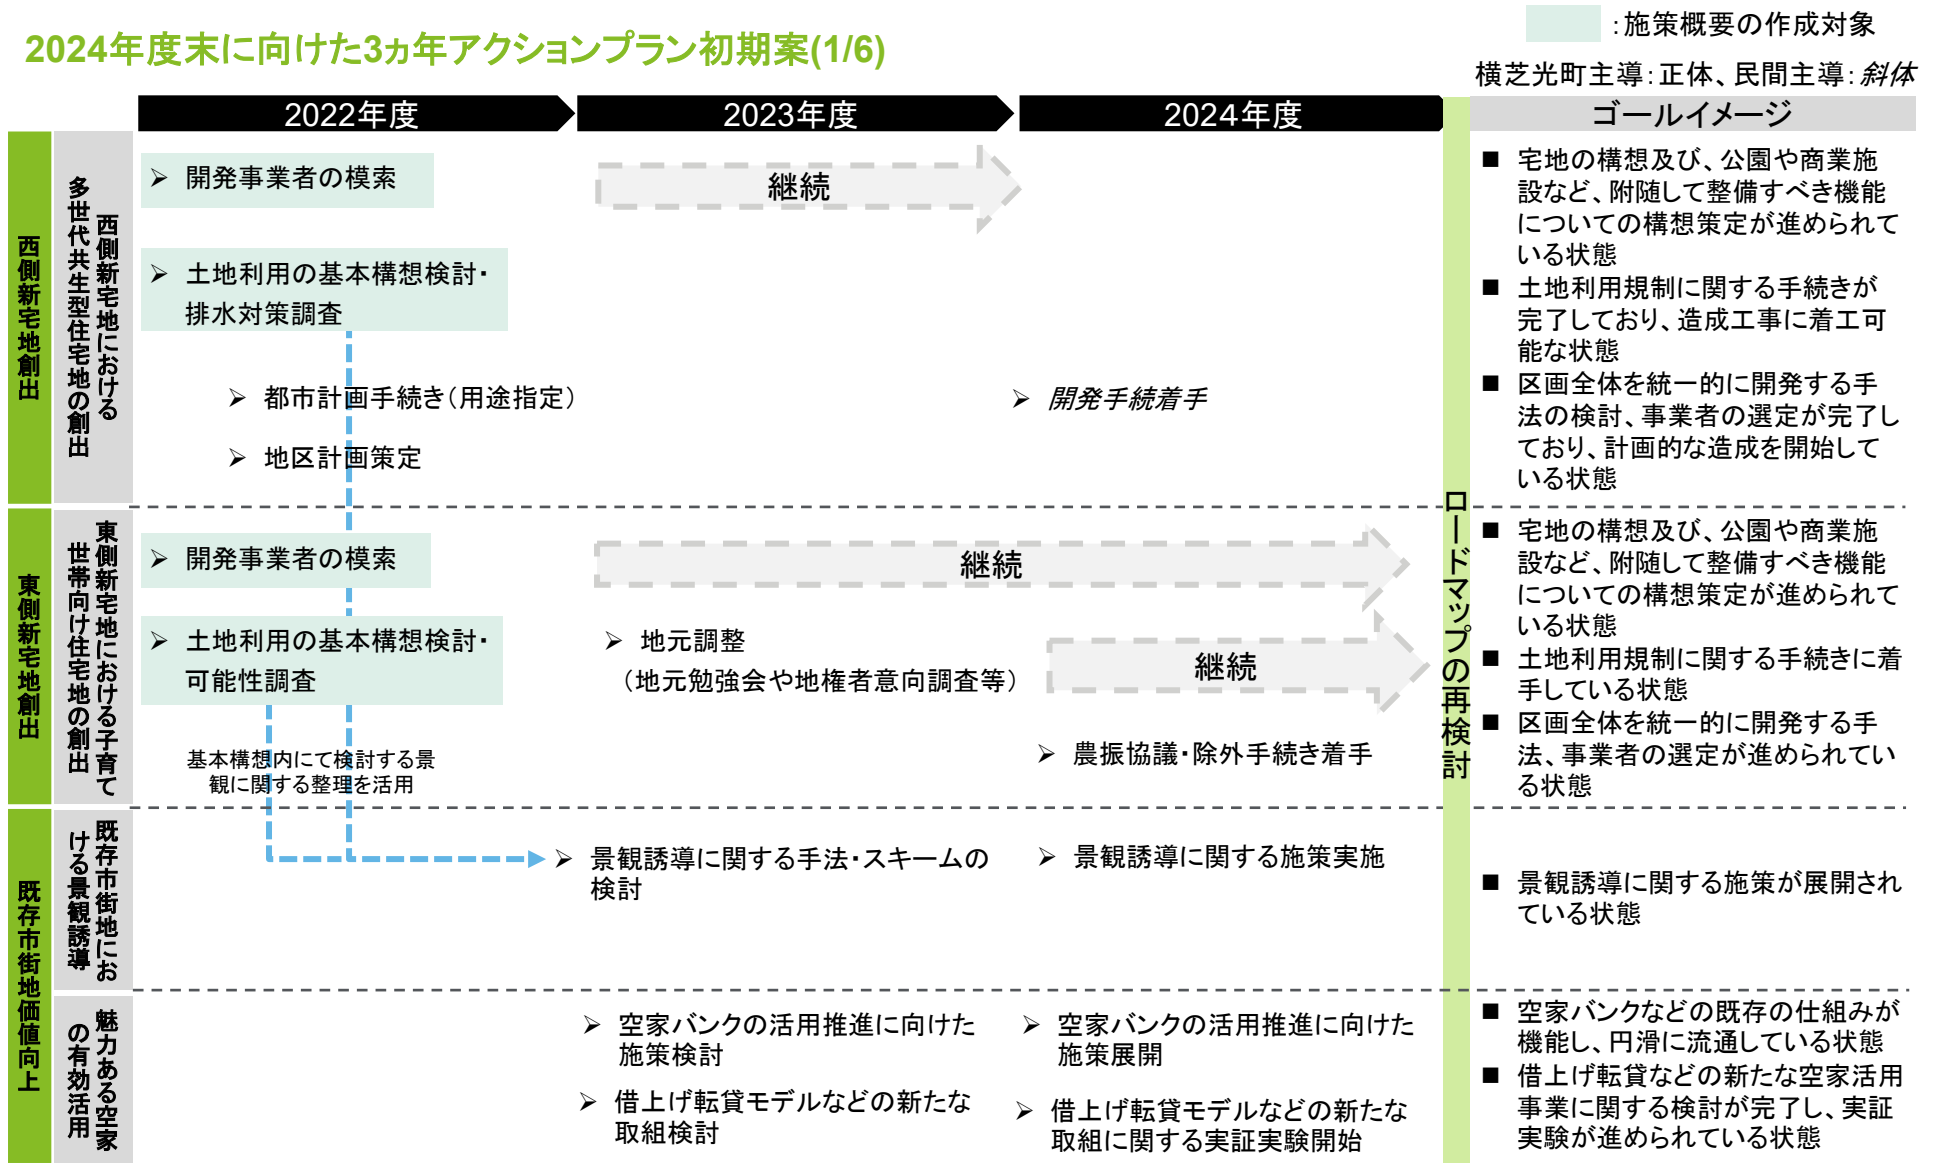 :施策概要の作成対象
2024年度末に向けた3ヵ年アクションプラン初期案(1/6)
横芝光町主導：正体、民間主導：斜体
2022年度
2023年度
2024年度
ゴールイメージ
西側新宅地創出
西側新宅地における
多世代共生型住宅地の創出
➢ 開発事業者の模索
継続
➢ 土地利用の基本構想検討・
排水対策調査
➢ 都市計画手続き（用途指定）
➢ 地区計画策定
➢ 開発手続着手
■ 宅地の構想及び、公園や商業施
設など、附随して整備すべき機能
についての構想策定が進められて
いる状態
■ 土地利用規制に関する手続きが
完了しており、造成工事に着工可
能な状態
■ 区画全体を統一的に開発する手
法の検討、事業者の選定が完了し
ており、計画的な造成を開始して
いる状態
ロードマップの再検討
東側新宅地創出
東側新宅地における子育て
世帯向け住宅地の創出
➢ 開発事業者の模索
継続
➢ 土地利用の基本構想検討・
可能性調査
➢ 地元調整
（地元勉強会や地権者意向調査等）
継続
基本構想内にて検討する景
観に関する整理を活用
➢ 農振協議・除外手続き着手
■ 宅地の構想及び、公園や商業施
設など、附随して整備すべき機能
についての構想策定が進められて
いる状態
■ 土地利用規制に関する手続きに着
手している状態
■ 区画全体を統一的に開発する手
法、事業者の選定が進められてい
る状態
既存市街地価値向上
既存市街地にお
ける景観誘導
➢ 景観誘導に関する手法・スキームの
検討
➢ 景観誘導に関する施策実施
■ 景観誘導に関する施策が展開され
ている状態
魅力ある空家
の有効活用
➢ 空家バンクの活用推進に向けた
施策検討
➢ 借上げ転貸モデルなどの新たな
取組検討
➢ 空家バンクの活用推進に向けた
施策展開
➢ 借上げ転貸モデルなどの新たな
取組に関する実証実験開始
■ 空家バンクなどの既存の仕組みが
機能し、円滑に流通している状態
■ 借上げ転貸などの新たな空家活用
事業に関する検討が完了し、実証
実験が進められている状態